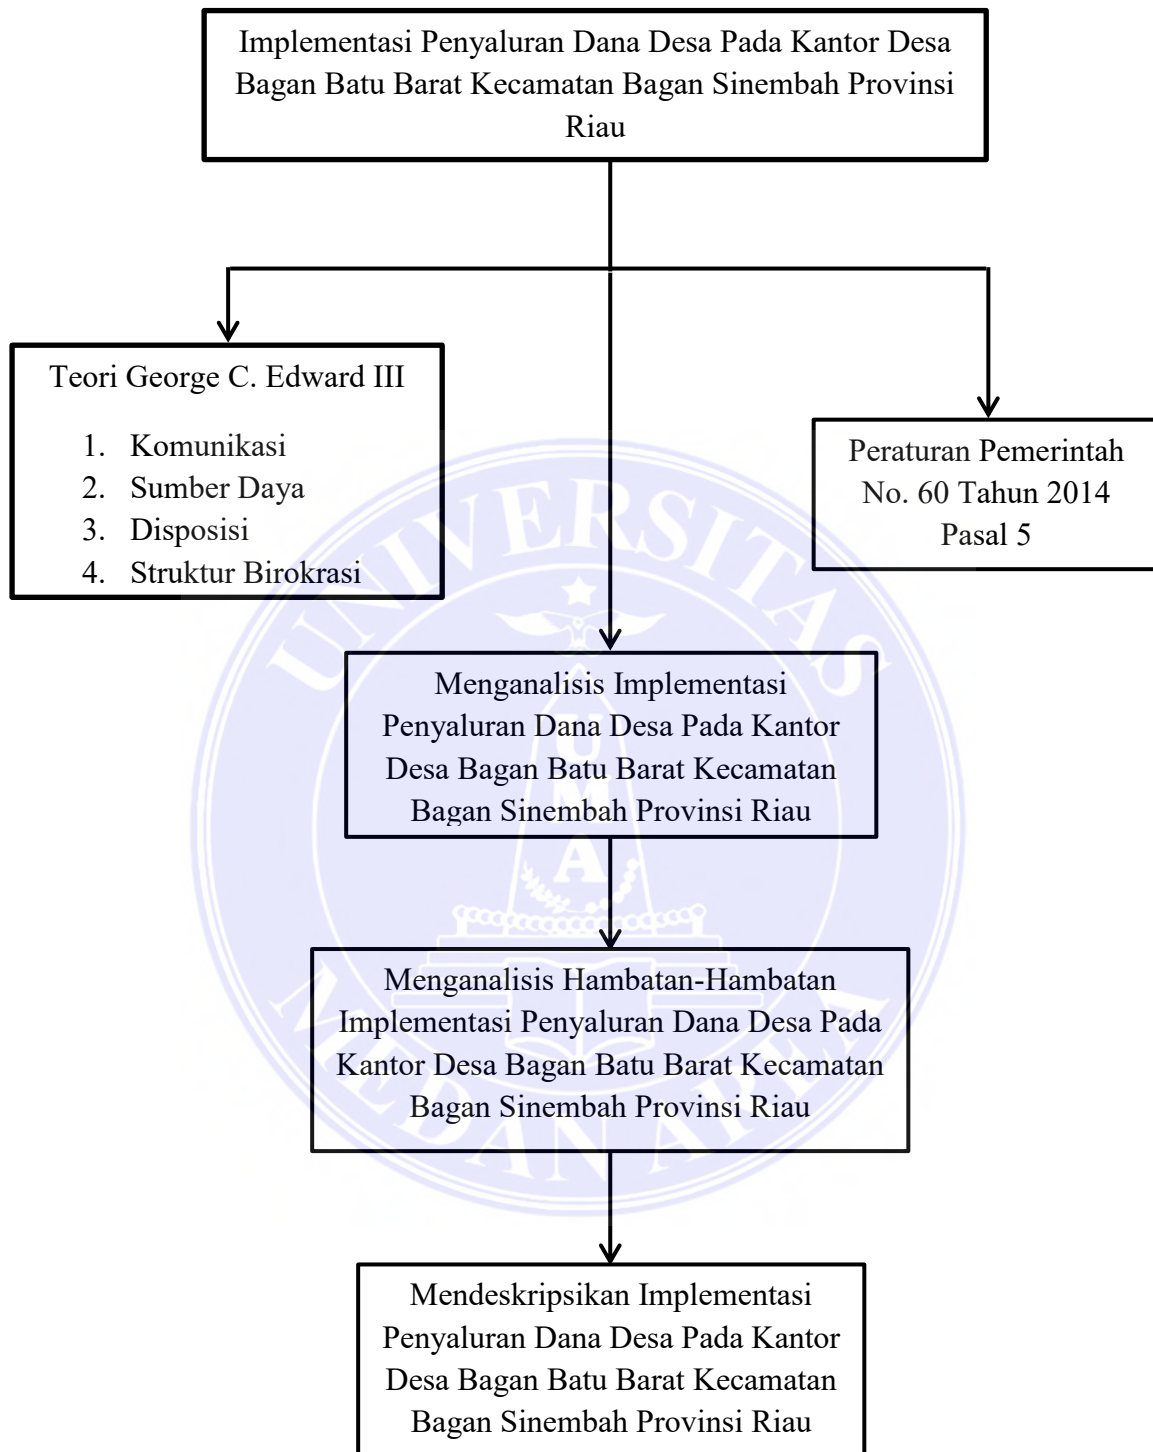 Implementasi Penyaluran Dana Desa Pada Kantor Desa
Bagan Batu Barat Kecamatan Bagan Sinembah Provinsi
Riau
Teori George C. Edward III
1. Komunikasi
2. Sumber Daya
3. Disposisi
4. Struktur Birokrasi
Peraturan Pemerintah
No. 60 Tahun 2014
Pasal 5
Menganalisis Implementasi
Penyaluran Dana Desa Pada Kantor
Desa Bagan Batu Barat Kecamatan
Bagan Sinembah Provinsi Riau
Menganalisis Hambatan-Hambatan
Implementasi Penyaluran Dana Desa Pada
Kantor Desa Bagan Batu Barat Kecamatan
Bagan Sinembah Provinsi Riau
Mendeskripsikan Implementasi
Penyaluran Dana Desa Pada Kantor
Desa Bagan Batu Barat Kecamatan
Bagan Sinembah Provinsi Riau
UNIVERSITAS
UMA
MEDAN AREA